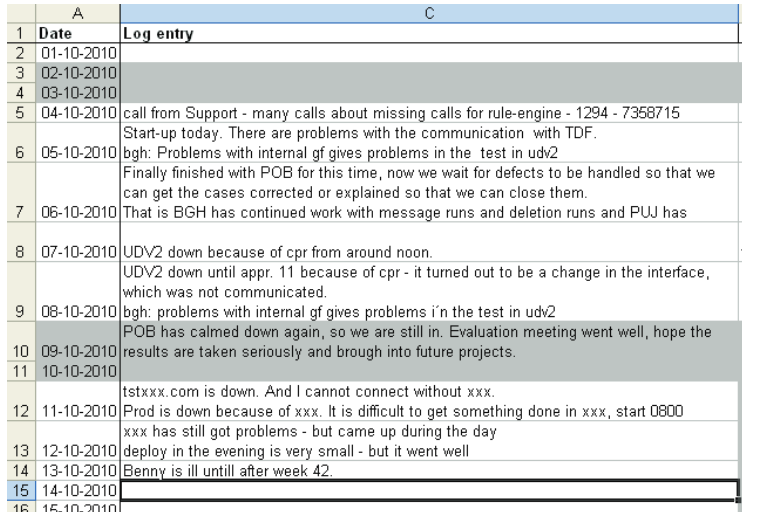 A C
1 Date Log entry
2 01-10-2010
3 02-10-2010
4 03-10-2010
5 04-10-2010 call from Support - many calls about missing calls for rule-engine - 1294 - 7358715
Start-up today. There are problems with the communication with TDF.
6 05-10-2010 bgh: Problems with internal gf gives problems in the test in udv2
Finally finished with POB for this time, now we wait for defects to be handled so that we
can get the cases corrected or explained so that we can close them.
7 06-10-2010 That is BGH has continued work with message runs and deletion runs and PUJ has
8 07-10-2010 UDV2 down because of cpr from around noon.
UDV2 down until appr. 11 because of cpr - it turned out to be a change in the interface,
which was not communicated.
9 08-10-2010 bgh: problems with internal gf gives problems i´n the test in udv2
POB has calmed down again, so we are still in. Evaluation meeting went well, hope the
10 09-10-2010 results are taken seriously and brough into future projects.
11 10-10-2010
tstxxx.com is down. And I cannot connect without xxx.
12 11-10-2010 Prod is down because of xxx. It is difficult to get something done in xxx, start 0800
xxx has still got problems - but came up during the day
13 12-10-2010 deploy in the evening is very small - but it went well
14 13-10-2010 Benny is ill untill after week 42.
15 14-10-2010
16 15-10-2010